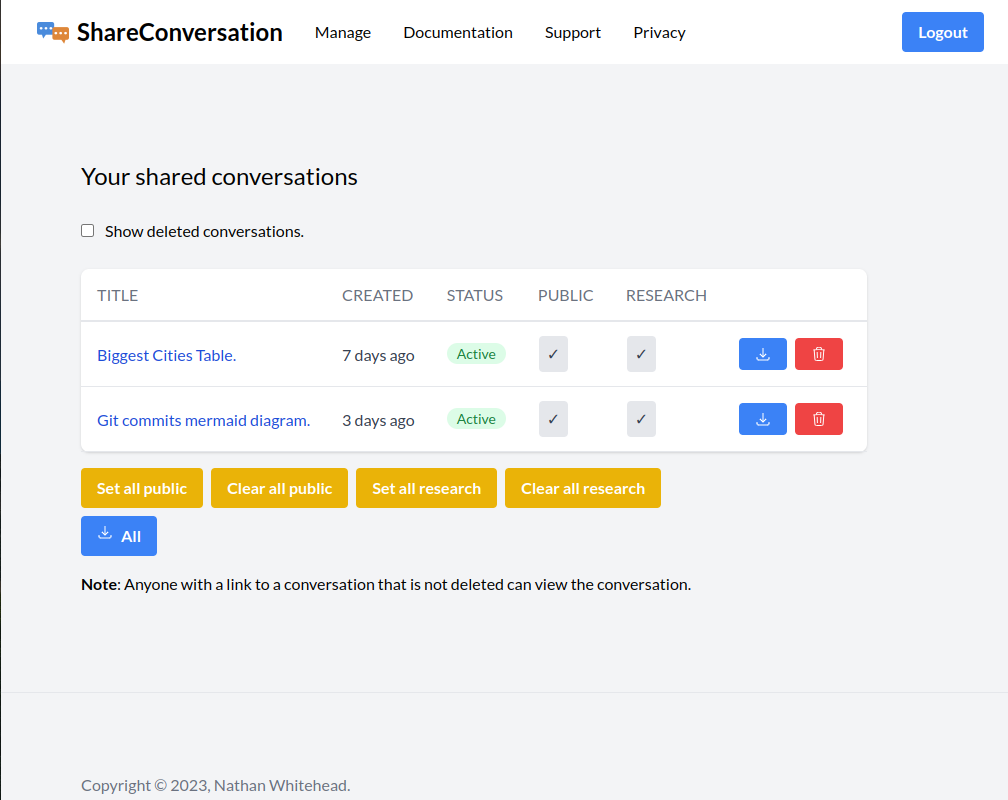 ShareConversation Manage Documentation Support Privacy Logout
Your shared conversations
Show deleted conversations.
TITLE CREATED STATUS PUBLIC RESEARCH
Biggest Cities Table. 7 days ago Active ✓ ✓
Git commits mermaid diagram. 3 days ago Active ✓ ✓
Set all public Clear all public Set all research Clear all research
All
Note: Anyone with a link to a conversation that is not deleted can view the conversation.
Copyright © 2023, Nathan Whitehead.